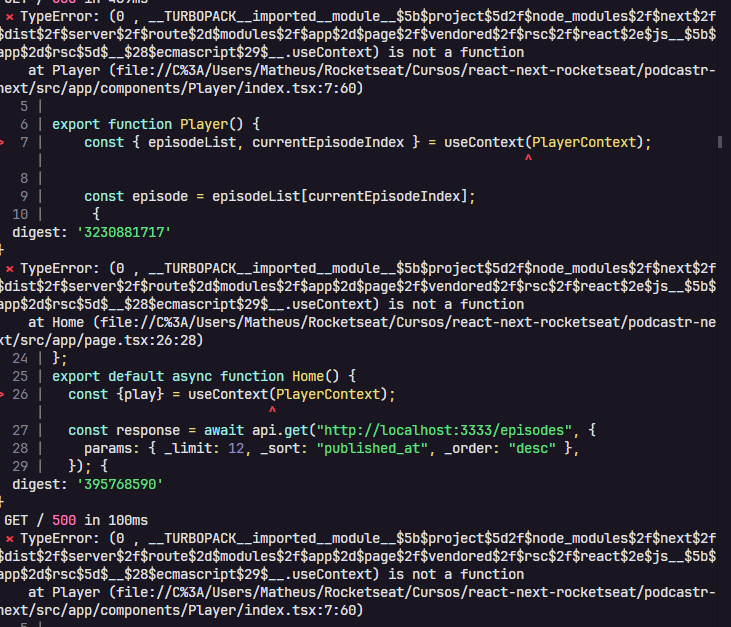 GET / 500 in 489ms
× TypeError: (0 , __TURBOPACK__imported__module__$5b$project$5d2f$node_modules$2f$next$2f
$dist$2f$server$2f$route$2d$modules$2f$app$2d$page$2f$vendored$2f$rsc$2f$react$2e$js__$5b$
app$2d$rsc$5d$__$28$ecmascript$29$__.useContext) is not a function
at Player (file://C%3A/Users/Matheus/Rocketseat/Cursos/react-next-rocketseat/podcastr-
next/src/app/components/Player/index.tsx:7:60)
5 |
6 | export function Player() {
> 7 | const { episodeList, currentEpisodeIndex } = useContext(PlayerContext);
| ^
8 |
9 | const episode = episodeList[currentEpisodeIndex];
10 | {
digest: '3230881717'
}
× TypeError: (0 , __TURBOPACK__imported__module__$5b$project$5d2f$node_modules$2f$next$2f
$dist$2f$server$2f$route$2d$modules$2f$app$2d$page$2f$vendored$2f$rsc$2f$react$2e$js__$5b$
app$2d$rsc$5d$__$28$ecmascript$29$__.useContext) is not a function
at Home (file://C%3A/Users/Matheus/Rocketseat/Cursos/react-next-rocketseat/podcastr-ne
xt/src/app/page.tsx:26:28)
24 | };
25 | export default async function Home() {
> 26 | const {play} = useContext(PlayerContext);
| ^
27 | const response = await api.get("http://localhost:3333/episodes", {
28 | params: { _limit: 12, _sort: "published_at", _order: "desc" },
29 | }); {
digest: '395768590'
}
GET / 500 in 100ms
× TypeError: (0 , __TURBOPACK__imported__module__$5b$project$5d2f$node_modules$2f$next$2f
$dist$2f$server$2f$route$2d$modules$2f$app$2d$page$2f$vendored$2f$rsc$2f$react$2e$js__$5b$
app$2d$rsc$5d$__$28$ecmascript$29$__.useContext) is not a function
at Player (file://C%3A/Users/Matheus/Rocketseat/Cursos/react-next-rocketseat/podcastr-
next/src/app/components/Player/index.tsx:7:60)
5 |